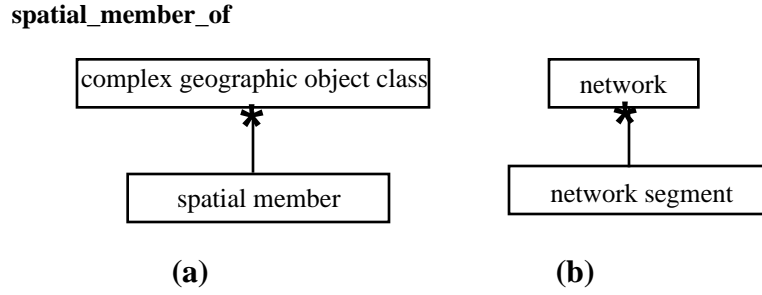 spatial_member_of
complex geographic object class
network
*
*
spatial member
network segment
(a)
(b)